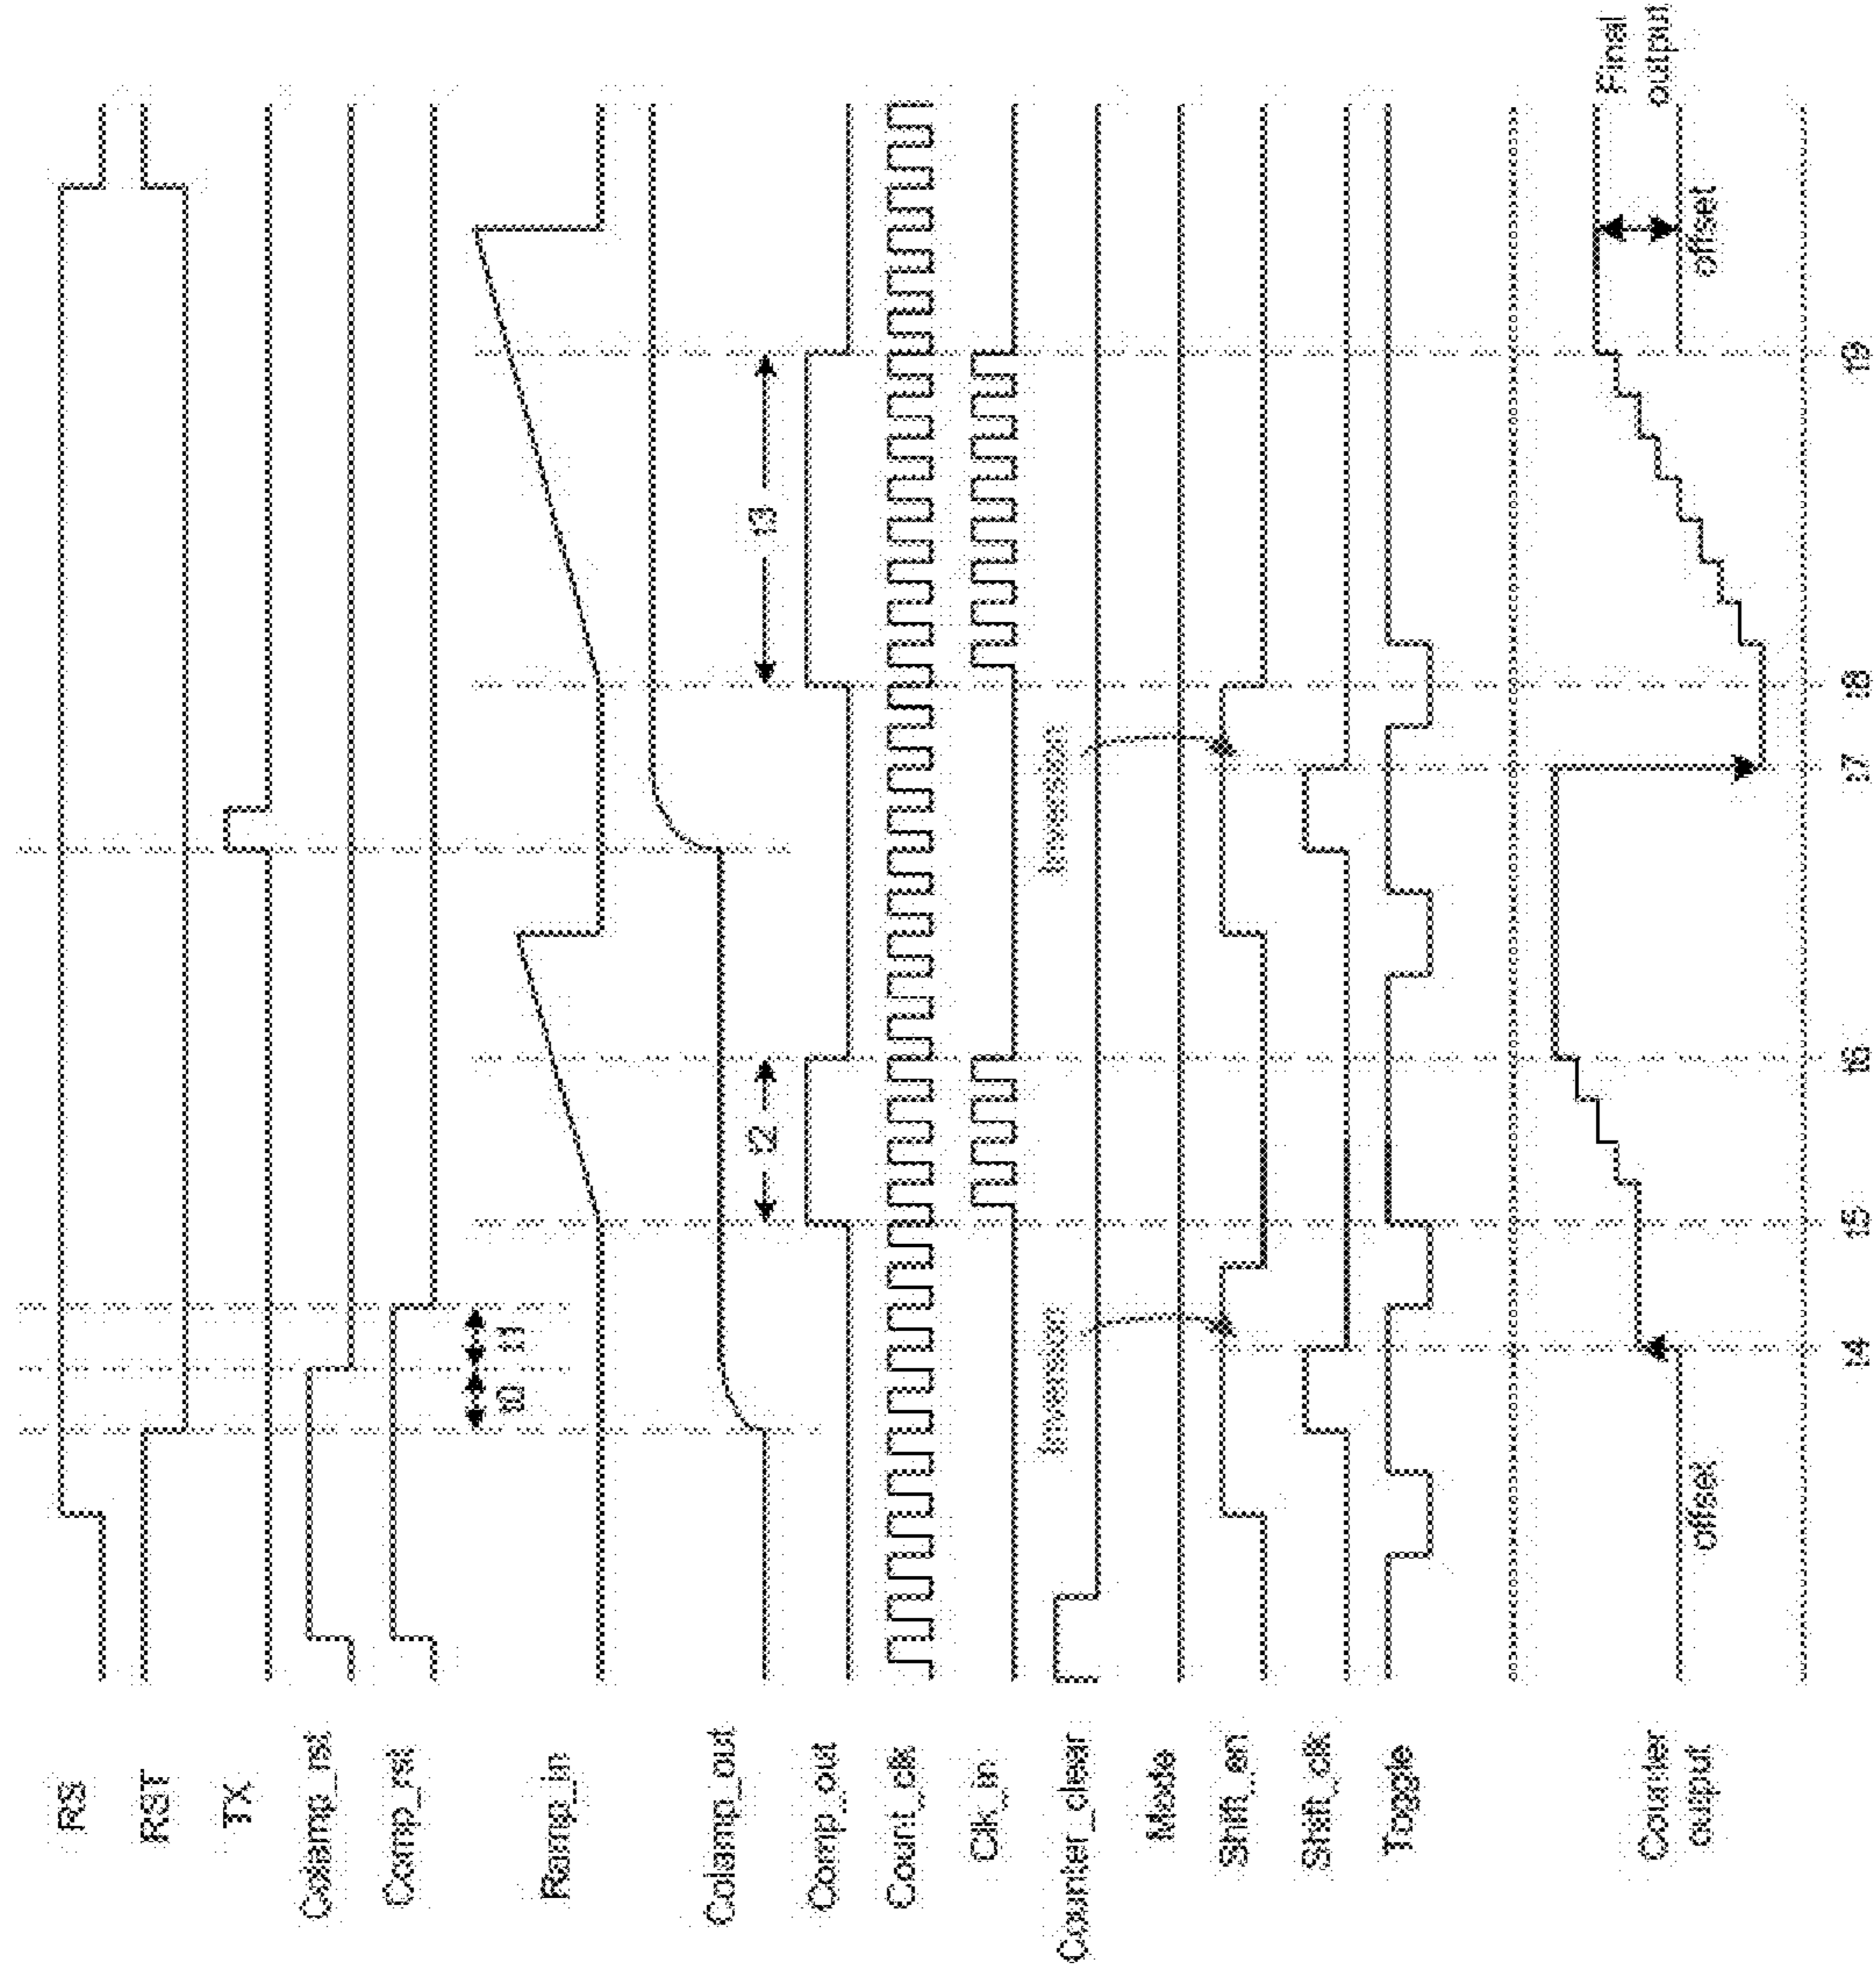 RS
RST
TX
Colamp_rst
Comp_rst
t0
t1
Ramp_in
Colamp_out
t2
t3
Comp_out
Count_clk
Clk_in
Counter_clear
Inversion
Inversion
Mode
Shift_en
Shift_clk
Toggle
Counter
output
offset
offset
Final
output
t4
t5
t6
t7
t8
t9